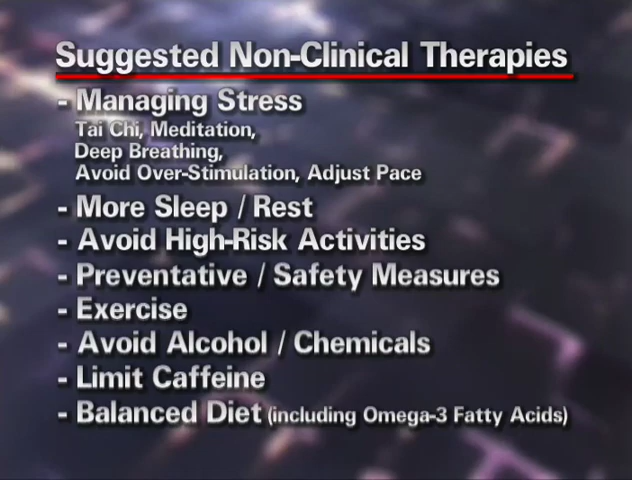 Suggested Non-Clinical Therapies
- Managing Stress
Tai Chi, Meditation,
Deep Breathing,
Avoid Over-Stimulation, Adjust Pace
- More Sleep / Rest
- Avoid High-Risk Activities
- Preventative / Safety Measures
- Exercise
- Avoid Alcohol / Chemicals
- Limit Caffeine
- Balanced Diet (including Omega-3 Fatty Acids)